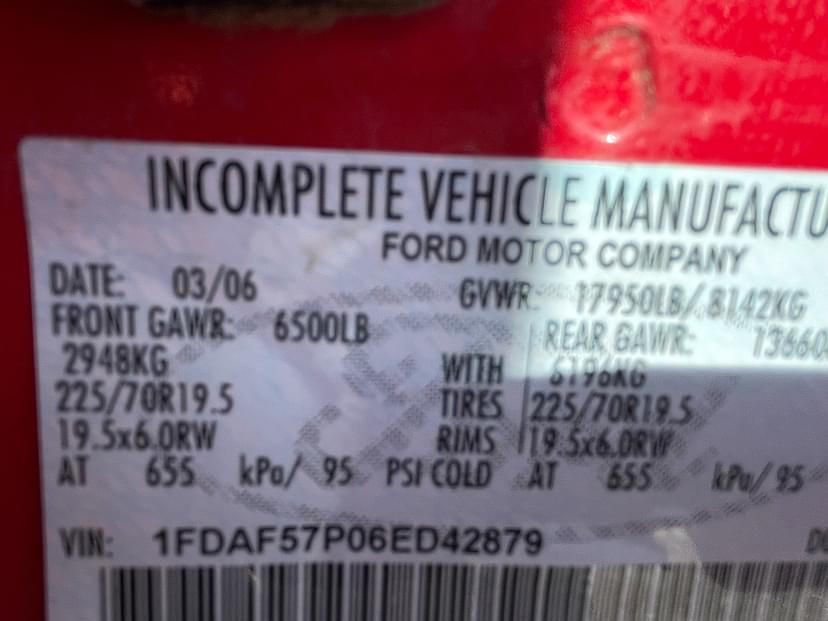 INCOMPLETE VEHICLE MANUFACTU
FORD MOTOR COMPANY
DATE: 03/06 GVWR: 17950LB/ 8142KG
FRONT GAWR: 6500LB REAR GAWR: 13660
2948KG WITH 6196KG
225/70R19.5 TIRES 225/70R19.5
19.5x6.0RW RIMS 19.5x6.0RW
AT 655 kPa/ 95 PSI COLD AT 655 kPa/ 95
VIN: 1FDAF57P06ED42879